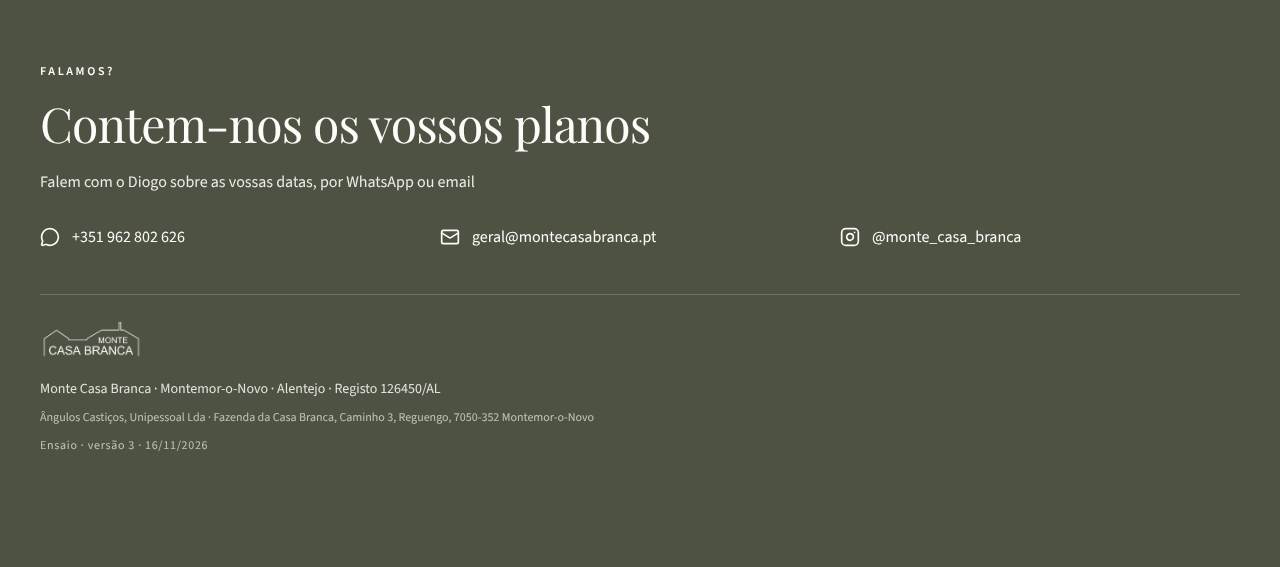 FALAMOS?
Contem-nos os vossos planos
Falem com o Diogo sobre as vossas datas, por WhatsApp ou email
+351 962 802 626
geral@montecasabranca.pt
@monte_casa_branca
MONTE
CASA BRANCA
Monte Casa Branca · Montemor-o-Novo · Alentejo · Registo 126450/AL
Ângulos Castiços, Unipessoal Lda · Fazenda da Casa Branca, Caminho 3, Reguengo, 7050-352 Montemor-o-Novo
Ensaio · versão 3 · 16/11/2026